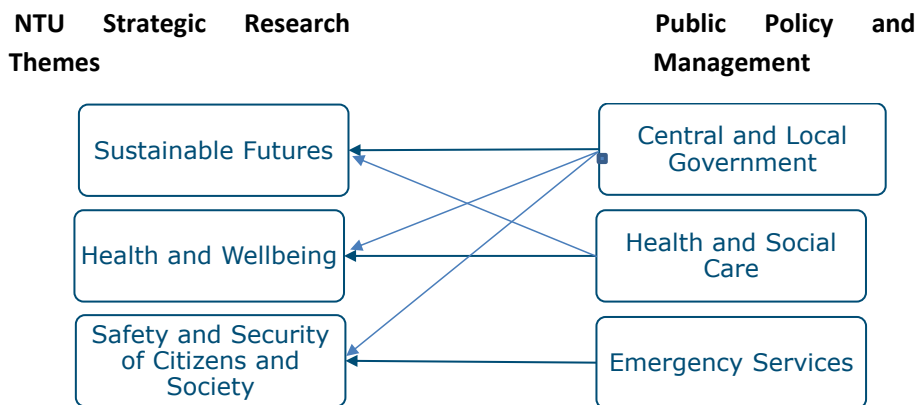 NTU Strategic Research
Themes
Public Policy and
Management
Sustainable Futures
Central and Local
Government
Health and Wellbeing
Health and Social
Care
Safety and Security
of Citizens and
Society
Emergency Services